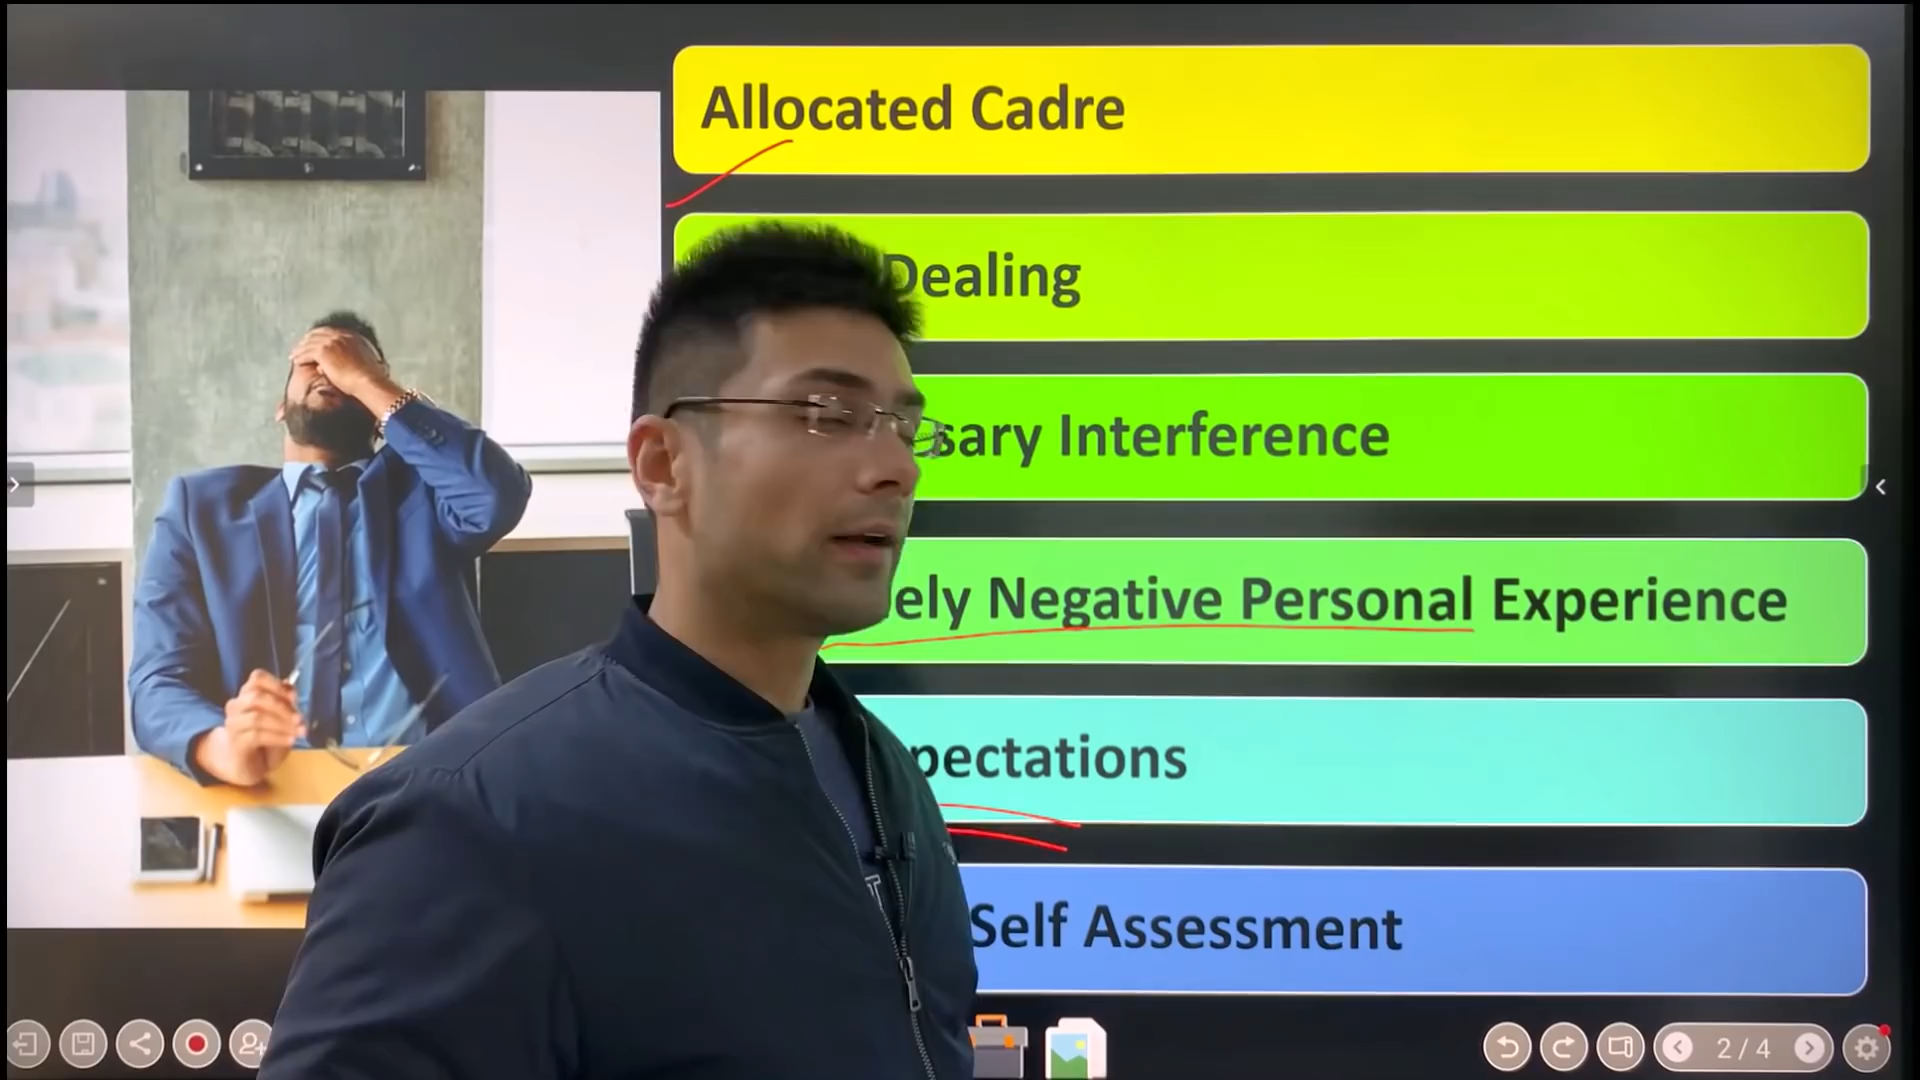 Allocated Cadre
Dealing
sary Interference
ely Negative Personal Experience
pectations
Self Assessment
2 / 4